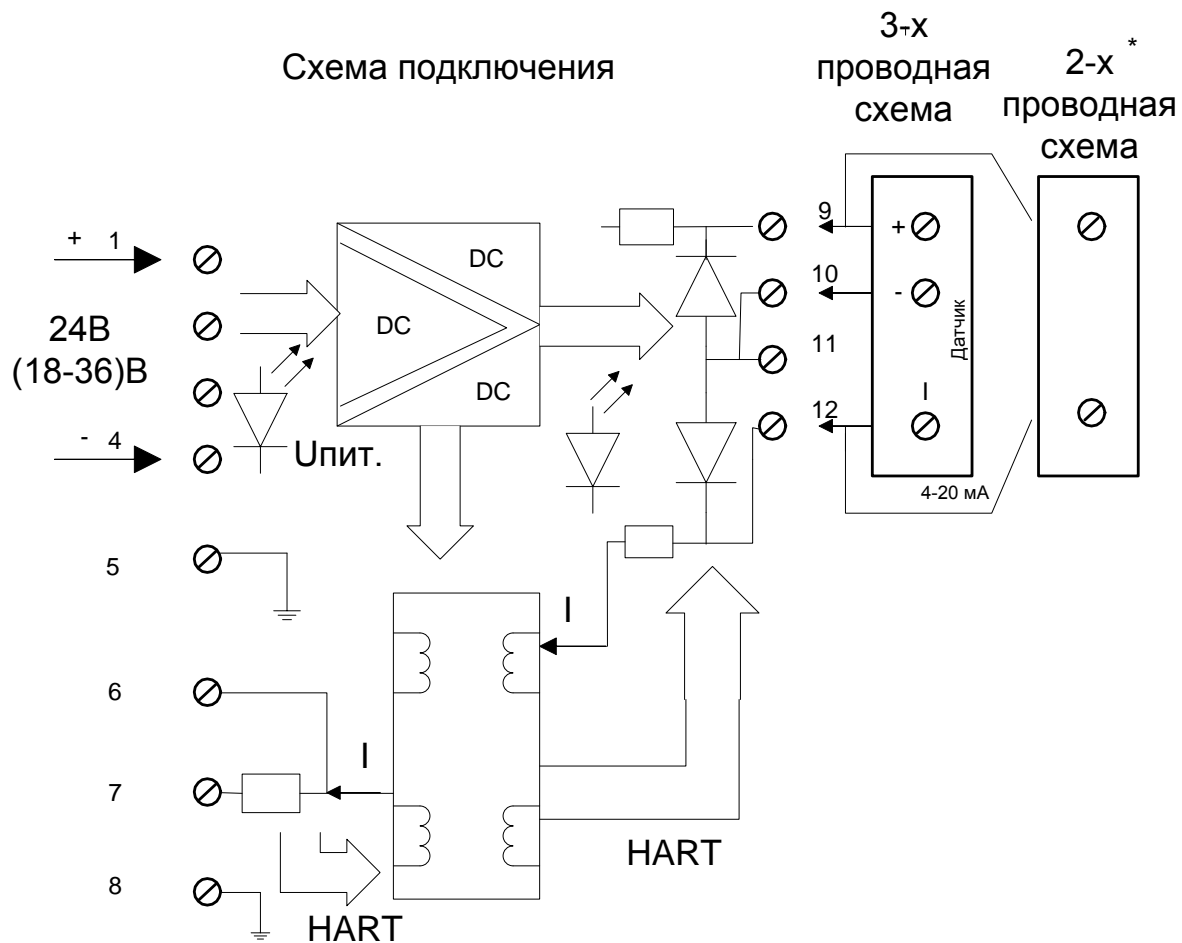 Схема подключения
3-х
проводная
схема
2-х *
проводная
схема
+ 1
24В
(18-36)В
- 4
DC
DC
DC
Uпит.
9
10
11
12
+
-
I
Датчик
4-20 мА
5
6
7
8
I
I
HART
HART